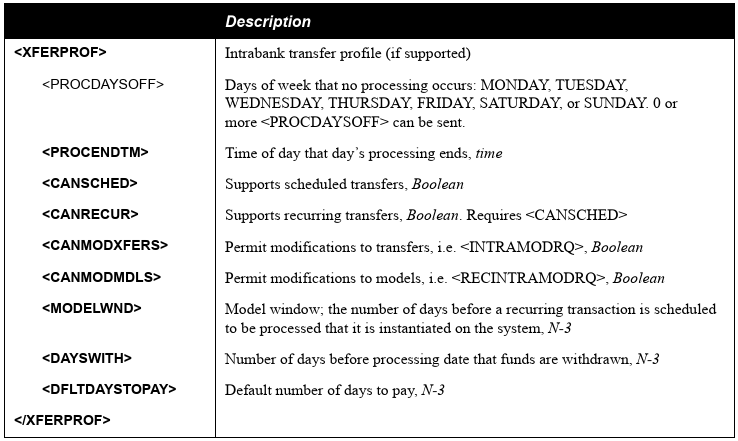 Description
<XFERPROF> Intrabank transfer profile (if supported)
<PROCDAYSOFF> Days of week that no processing occurs: MONDAY, TUESDAY,
WEDNESDAY, THURSDAY, FRIDAY, SATURDAY, or SUNDAY. 0 or
more <PROCDAYSOFF> can be sent.
<PROCENDTM> Time of day that day’s processing ends, time
<CANSCHED> Supports scheduled transfers, Boolean
<CANRECUR> Supports recurring transfers, Boolean. Requires <CANSCHED>
<CANMODXFERS> Permit modifications to transfers, i.e. <INTRAMODRQ>, Boolean
<CANMODMDLS> Permit modifications to models, i.e. <RECINTRAMODRQ>, Boolean
<MODELWND> Model window; the number of days before a recurring transaction is scheduled
to be processed that it is instantiated on the system, N-3
<DAYSWITH> Number of days before processing date that funds are withdrawn, N-3
<DFLTDAYSTOPAY> Default number of days to pay, N-3
</XFERPROF>